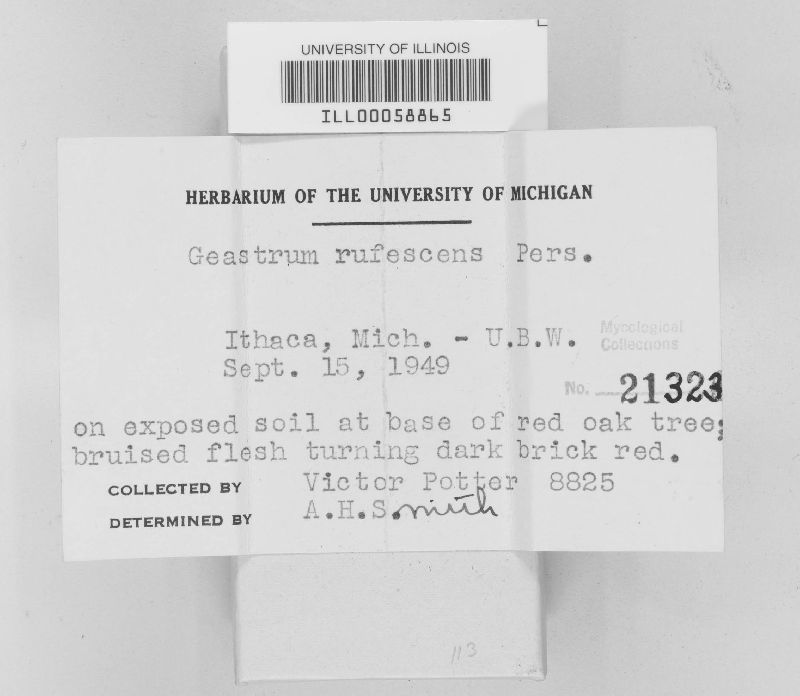 UNIVERSITY OF ILLINOIS
ILL00058865
HERBARIUM OF THE UNIVERSITY OF MICHIGAN
Geastrum rufescens Pers.
Ithaca, Mich. - U.B.W.
Sept. 15, 1949
Mycological
Collections
No. 21323
on exposed soil at base of red oak tree;
bruised flesh turning dark brick red.
COLLECTED BY Victor Potter 8825
DETERMINED BY A.H.Smith
113